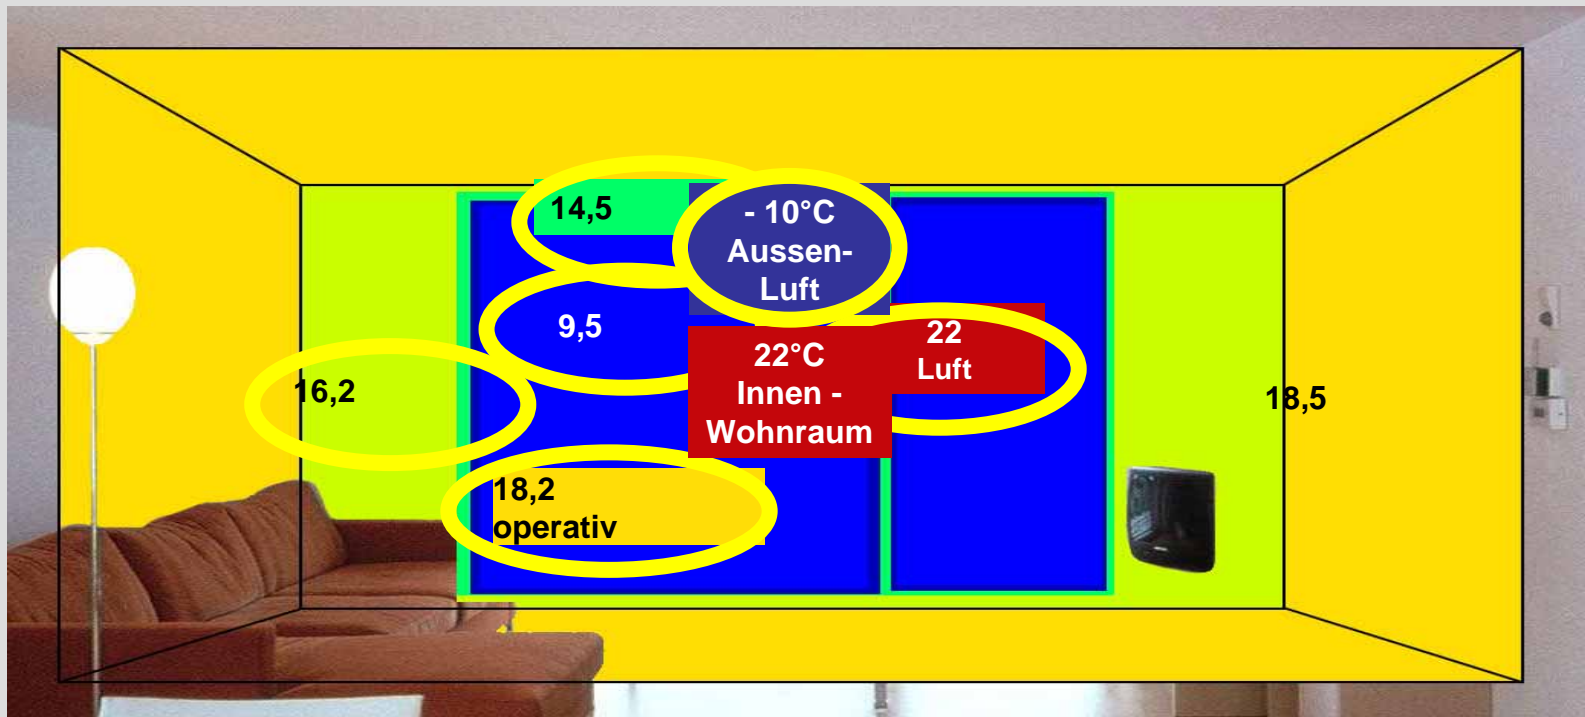 14,5
- 10°C
Aussen-
Luft
9,5
22°C
Innen -
Wohnraum
22
Luft
16,2
18,5
18,2
operativ